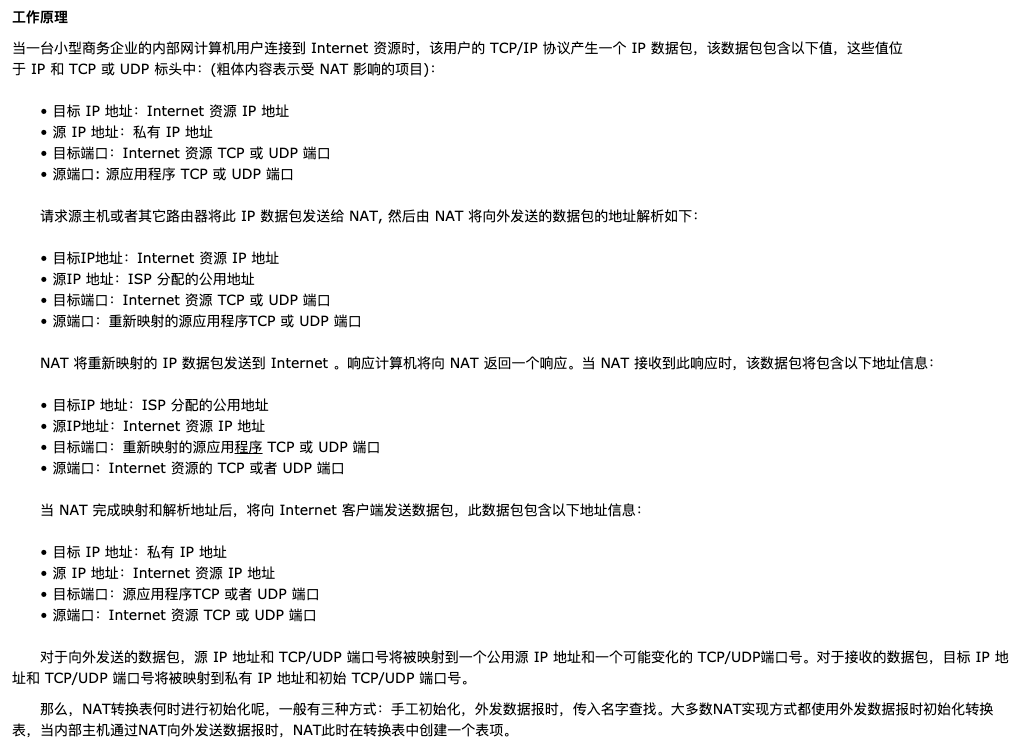 工作原理
当一台小型商务企业的内部网计算机用户连接到 Internet 资源时，该用户的 TCP/IP 协议产生一个 IP 数据包，该数据包包含以下值，这些值位
于 IP 和 TCP 或 UDP 标头中：(粗体内容表示受 NAT 影响的项目)：
• 目标 IP 地址：Internet 资源 IP 地址
• 源 IP 地址：私有 IP 地址
• 目标端口：Internet 资源 TCP 或 UDP 端口
• 源端口: 源应用程序 TCP 或 UDP 端口
请求源主机或者其它路由器将此 IP 数据包发送给 NAT, 然后由 NAT 将向外发送的数据包的地址解析如下：
• 目标IP地址：Internet 资源 IP 地址
• 源IP 地址：ISP 分配的公用地址
• 目标端口：Internet 资源 TCP 或 UDP 端口
• 源端口：重新映射的源应用程序TCP 或 UDP 端口
NAT 将重新映射的 IP 数据包发送到 Internet 。响应计算机将向 NAT 返回一个响应。当 NAT 接收到此响应时，该数据包将包含以下地址信息：
• 目标IP 地址：ISP 分配的公用地址
• 源IP地址：Internet 资源 IP 地址
• 目标端口：重新映射的源应用程序 TCP 或 UDP 端口
• 源端口：Internet 资源的 TCP 或者 UDP 端口
当 NAT 完成映射和解析地址后，将向 Internet 客户端发送数据包，此数据包包含以下地址信息：
• 目标 IP 地址：私有 IP 地址
• 源 IP 地址：Internet 资源 IP 地址
• 目标端口：源应用程序TCP 或者 UDP 端口
• 源端口：Internet 资源 TCP 或 UDP 端口
对于向外发送的数据包，源 IP 地址和 TCP/UDP 端口号将被映射到一个公用源 IP 地址和一个可能变化的 TCP/UDP端口号。对于接收的数据包，目标 IP 地
址和 TCP/UDP 端口号将被映射到私有 IP 地址和初始 TCP/UDP 端口号。
那么，NAT转换表何时进行初始化呢，一般有三种方式：手工初始化，外发数据报时，传入名字查找。大多数NAT实现方式都使用外发数据报时初始化转换
表，当内部主机通过NAT向外发送数据报时，NAT此时在转换表中创建一个表项。